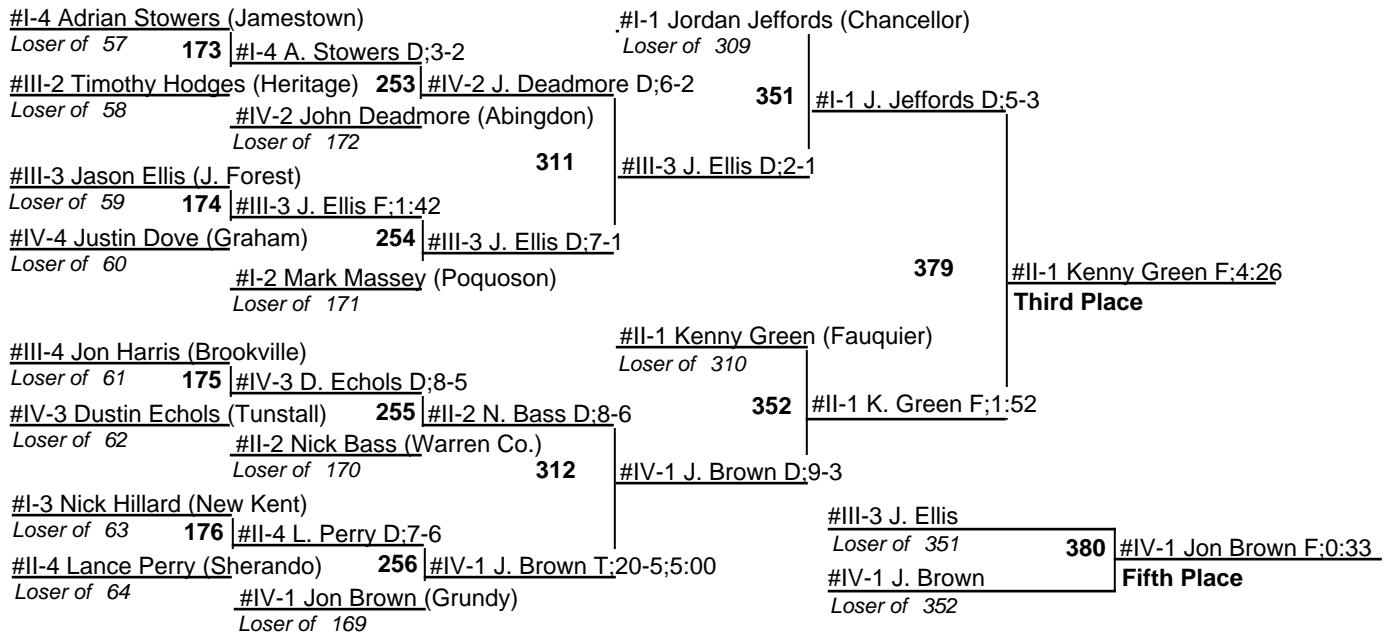 #I-4 Adrian Stowers (Jamestown)
Loser of 57
173
#I-4 A. Stowers D;3-2
#III-2 Timothy Hodges (Heritage)
Loser of 58
253
#IV-2 J. Deadmore D;6-2
#IV-2 John Deadmore (Abingdon)
Loser of 172
311
#III-3 J. Ellis D;2-1
#III-3 Jason Ellis (J. Forest)
Loser of 59
174
#III-3 J. Ellis F;1:42
#IV-4 Justin Dove (Graham)
Loser of 60
254
#III-3 J. Ellis D;7-1
#I-2 Mark Massey (Poquoson)
Loser of 171
#III-4 Jon Harris (Brookville)
Loser of 61
175
#IV-3 D. Echols D;8-5
#IV-3 Dustin Echols (Tunstall)
Loser of 62
255
#II-2 N. Bass D;8-6
#II-2 Nick Bass (Warren Co.)
Loser of 170
312
#IV-1 J. Brown D;9-3
#I-3 Nick Hillard (New Kent)
Loser of 63
176
#II-4 L. Perry D;7-6
#II-4 Lance Perry (Sherando)
Loser of 64
256
#IV-1 J. Brown T;20-5;5:00
#IV-1 Jon Brown (Grundy)
Loser of 169
#I-1 Jordan Jeffords (Chancellor)
Loser of 309
351
#I-1 J. Jeffords D;5-3
379
#II-1 Kenny Green F;4:26
Third Place
#II-1 Kenny Green (Fauquier)
Loser of 310
352
#II-1 K. Green F;1:52
#III-3 J. Ellis
Loser of 351
380
#IV-1 Jon Brown F;0:33
Fifth Place
#IV-1 J. Brown
Loser of 352